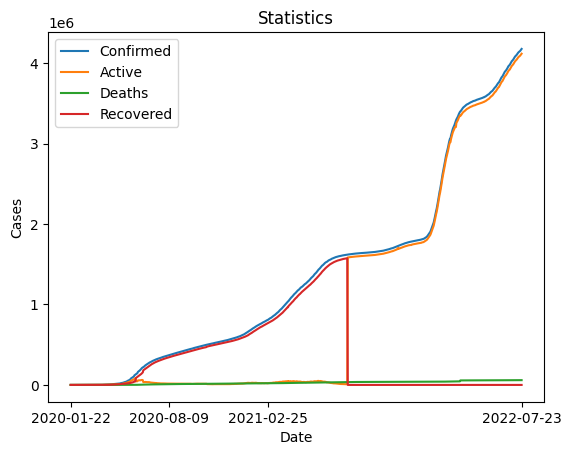 Statistics
1e6
Confirmed
Active
Deaths
Recovered
4
3
2
1
0
Cases
2020-01-22 2020-08-09 2021-02-25 2022-07-23
Date